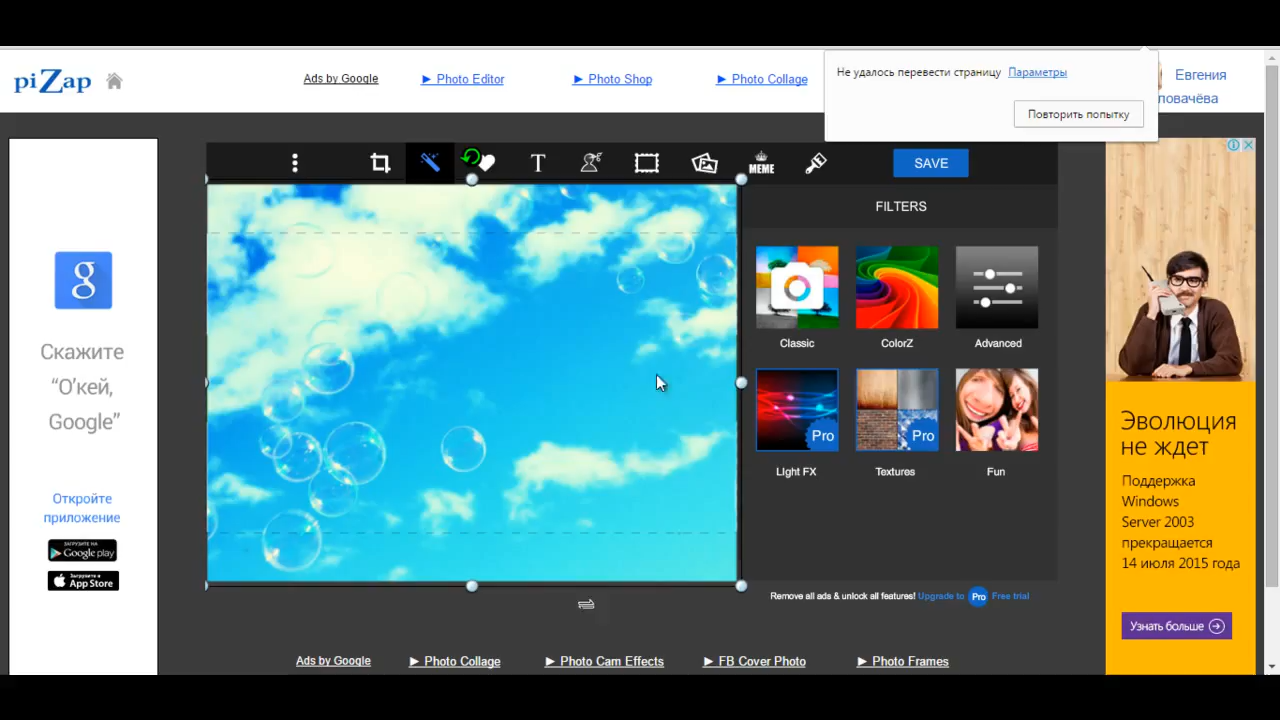 piZap
Ads by Google
► Photo Editor
► Photo Shop
► Photo Collage
Не удалось перевести страницу Параметры
Повторить попытку
Евгения
ловачёва
T
MEME
SAVE
FILTERS
Classic
ColorZ
Advanced
Pro
Pro
Light FX
Textures
Fun
Remove all ads & unlock all features! Upgrade to Pro Free trial
g
Скажите
“О’кей,
Google”
Откройте
приложение
ЗАГРУЗИТЕ НА
Google play
Загрузите в
App Store
Эволюция
не ждет
Поддержка
Windows
Server 2003
прекращается
14 июля 2015 года
Узнать больше
Ads by Google
► Photo Collage
► Photo Cam Effects
► FB Cover Photo
► Photo Frames